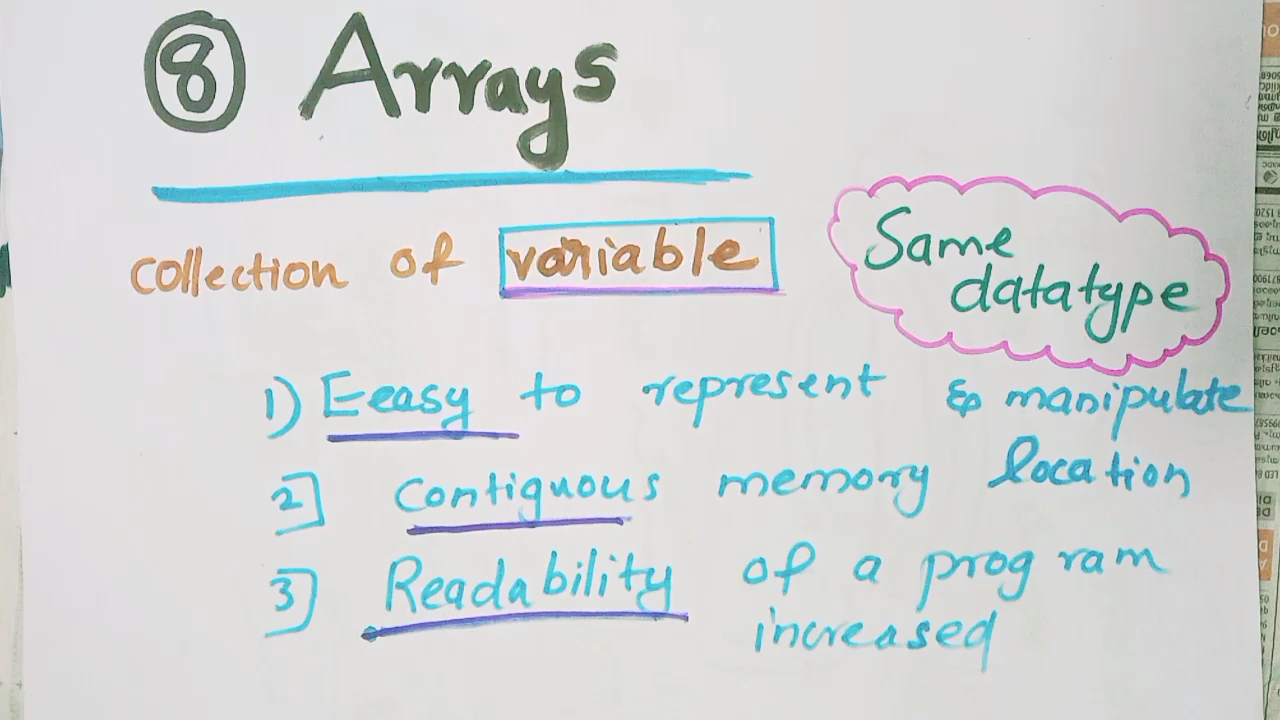 8 Arrays
collection of variable
Same
datatype
1) Eeasy to represent & manipulate
2] contiguous memory location
3] Readability of a program
increased